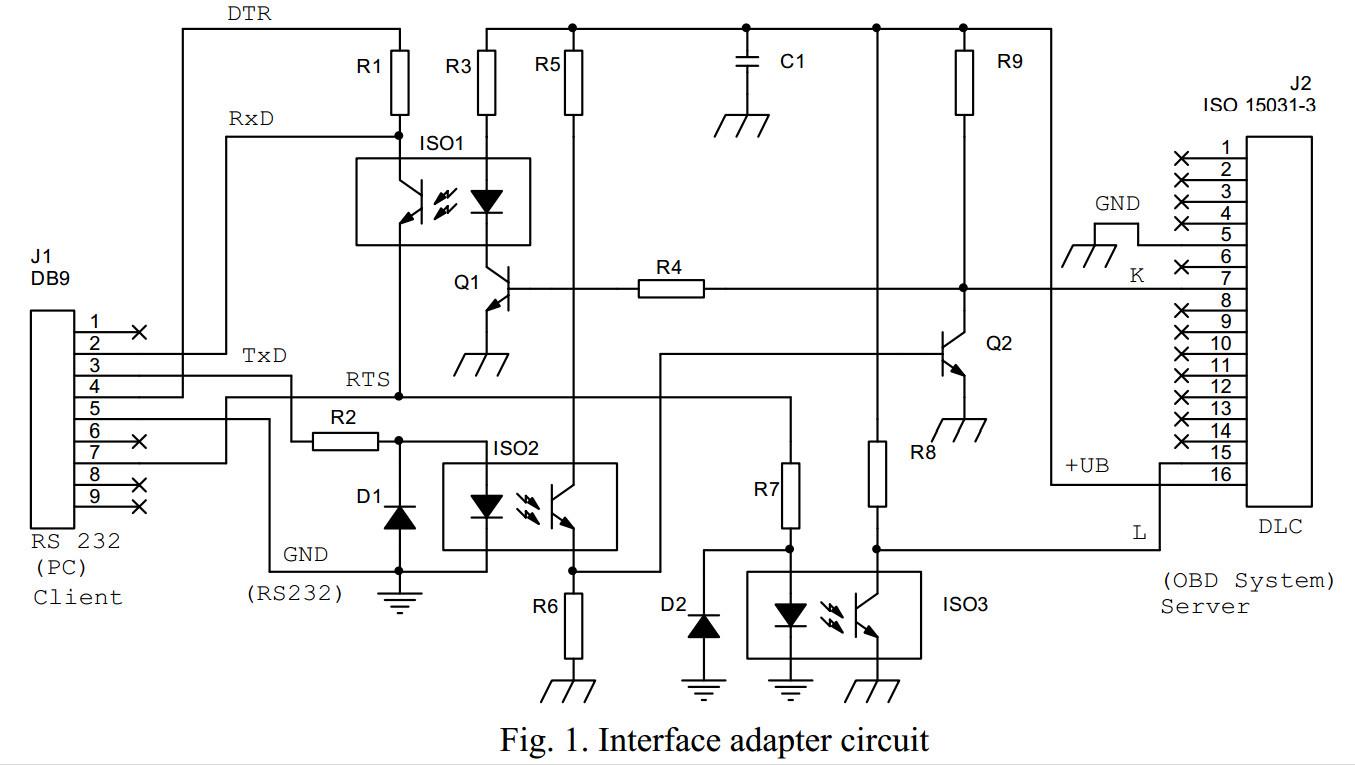 DTR
R1
R3
R5
C1
R9
J2
ISO 15031-3
RxD
ISO1
1
2
3
4
5
6
7
8
9
10
11
12
13
14
15
16
GND
K
J1
DB9
Q1
R4
Q2
1
2
3
4
5
6
7
8
9
TxD
RTS
R2
ISO2
R8
+UB
D1
R7
L
DLC
RS 232
(PC)
Client
GND
(RS232)
R6
D2
ISO3
(OBD System)
Server
Fig. 1. Interface adapter circuit